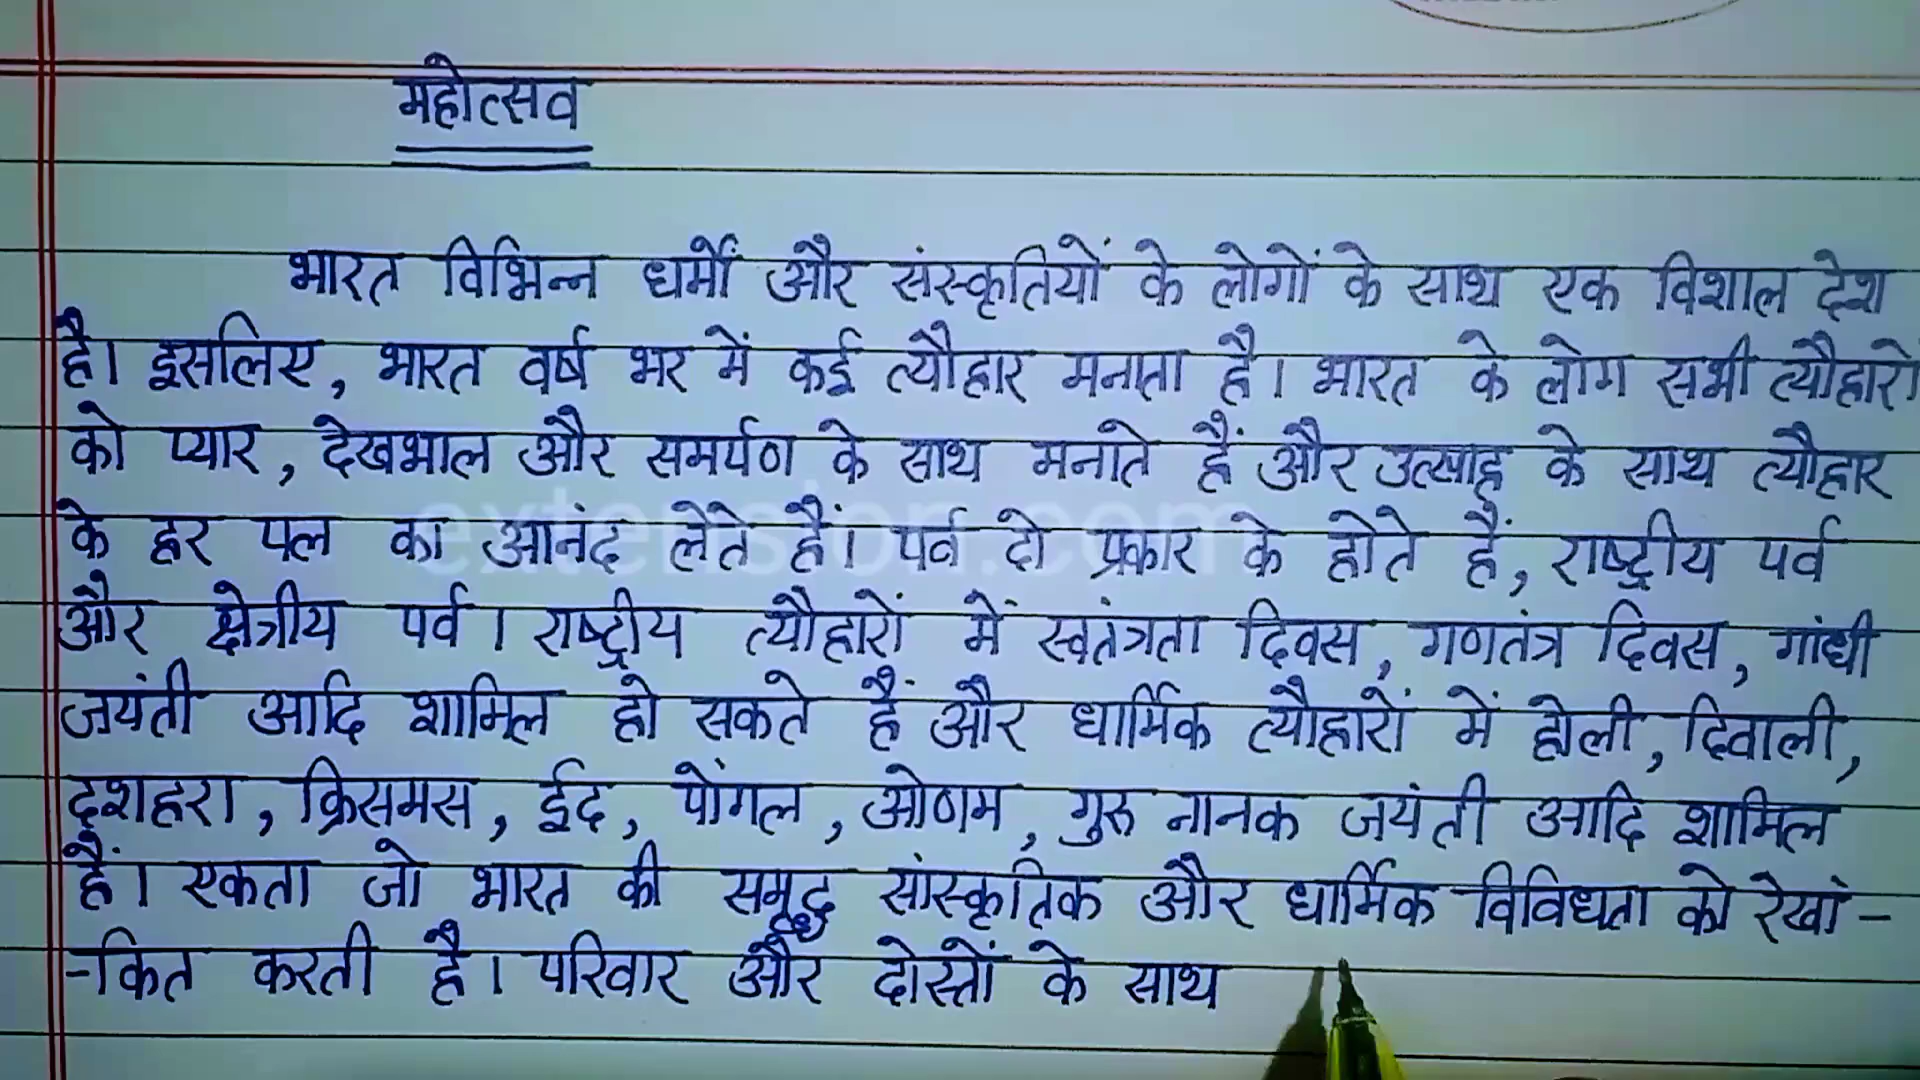 महोत्सव
भारत विभिन्न धर्मों और संस्कृतियों के लोगों के साथ एक विशाल देश
है। इसलिए, भारत वर्ष भर में कई त्यौहार मनाता है। भारत के लोग सभी त्यौहारों
को प्यार, देखभाल और समर्पण के साथ मनाते हैं और उत्साह के साथ त्यौहार
के हर पल का आनंद लेते हैं। पर्व दो प्रकार के होते हैं, राष्ट्रीय पर्व
extension.com
और क्षेत्रीय पर्व। राष्ट्रीय त्यौहारों में स्वतंत्रता दिवस, गणतंत्र दिवस, गांधी
जयंती आदि शामिल हो सकते हैं और धार्मिक त्यौहारों में होली, दिवाली,
दशहरा, क्रिसमस, ईद, पोंगल, ओणम, गुरु नानक जयंती आदि शामिल
हैं। एकता जो भारत की समृद्ध सांस्कृतिक और धार्मिक विविधता को रेखां-
-कित करती है। परिवार और दोस्तों के साथ